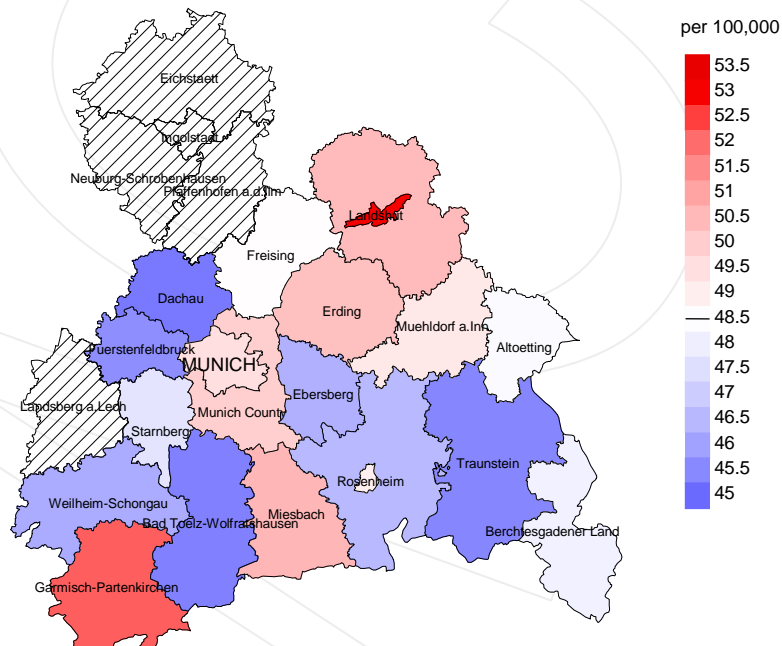 per 100,000
Eichstaett
Ingolstadt
Neuburg-Schrobenhausen
Pfaffenhofen a.d.Ilm
Landshut
Freising
Dachau
Erding
Muehldorf a.Inn
Altoetting
Fuerstenfeldbruck
MUNICH
Ebersberg
Landsberg a.Lech
Munich County
Starnberg
Traunstein
Rosenheim
Weilheim-Schongau
Miesbach
Bad Toelz-Wolfratshausen
Berchtesgadener Land
Garmisch-Partenkirchen
53.5
53
52.5
52
51.5
51
50.5
50
49.5
49
48.5
48
47.5
47
46.5
46
45.5
45